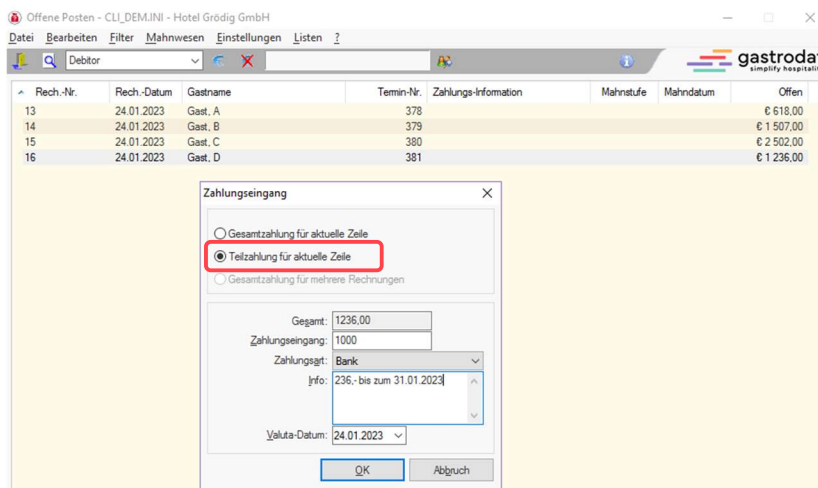 Offene Posten - CLI_DEM.INI - Hotel Grödig GmbH
Datei Bearbeiten Filter Mahnwesen Einstellungen Listen ?
Debitor
gastrodat
simplify hospitali
Rech.-Nr. Rech.-Datum Gastname Termin-Nr. Zahlungs-Information Mahnstufe Mahndatum Offen
13 24.01.2023 Gast, A 378 € 618,00
14 24.01.2023 Gast, B 379 € 1 507,00
15 24.01.2023 Gast, C 380 € 2 502,00
16 24.01.2023 Gast, D 381 € 1 236,00
Zahlungseingang
Gesamtzahlung für aktuelle Zeile
Teilzahlung für aktuelle Zeile
Gesamtzahlung für mehrere Rechnungen
Gesamt: 1236,00
Zahlungseingang: 1000
Zahlungsart: Bank
Info: 236,- bis zum 31.01.2023
Valuta-Datum: 24.01.2023
OK Abbruch